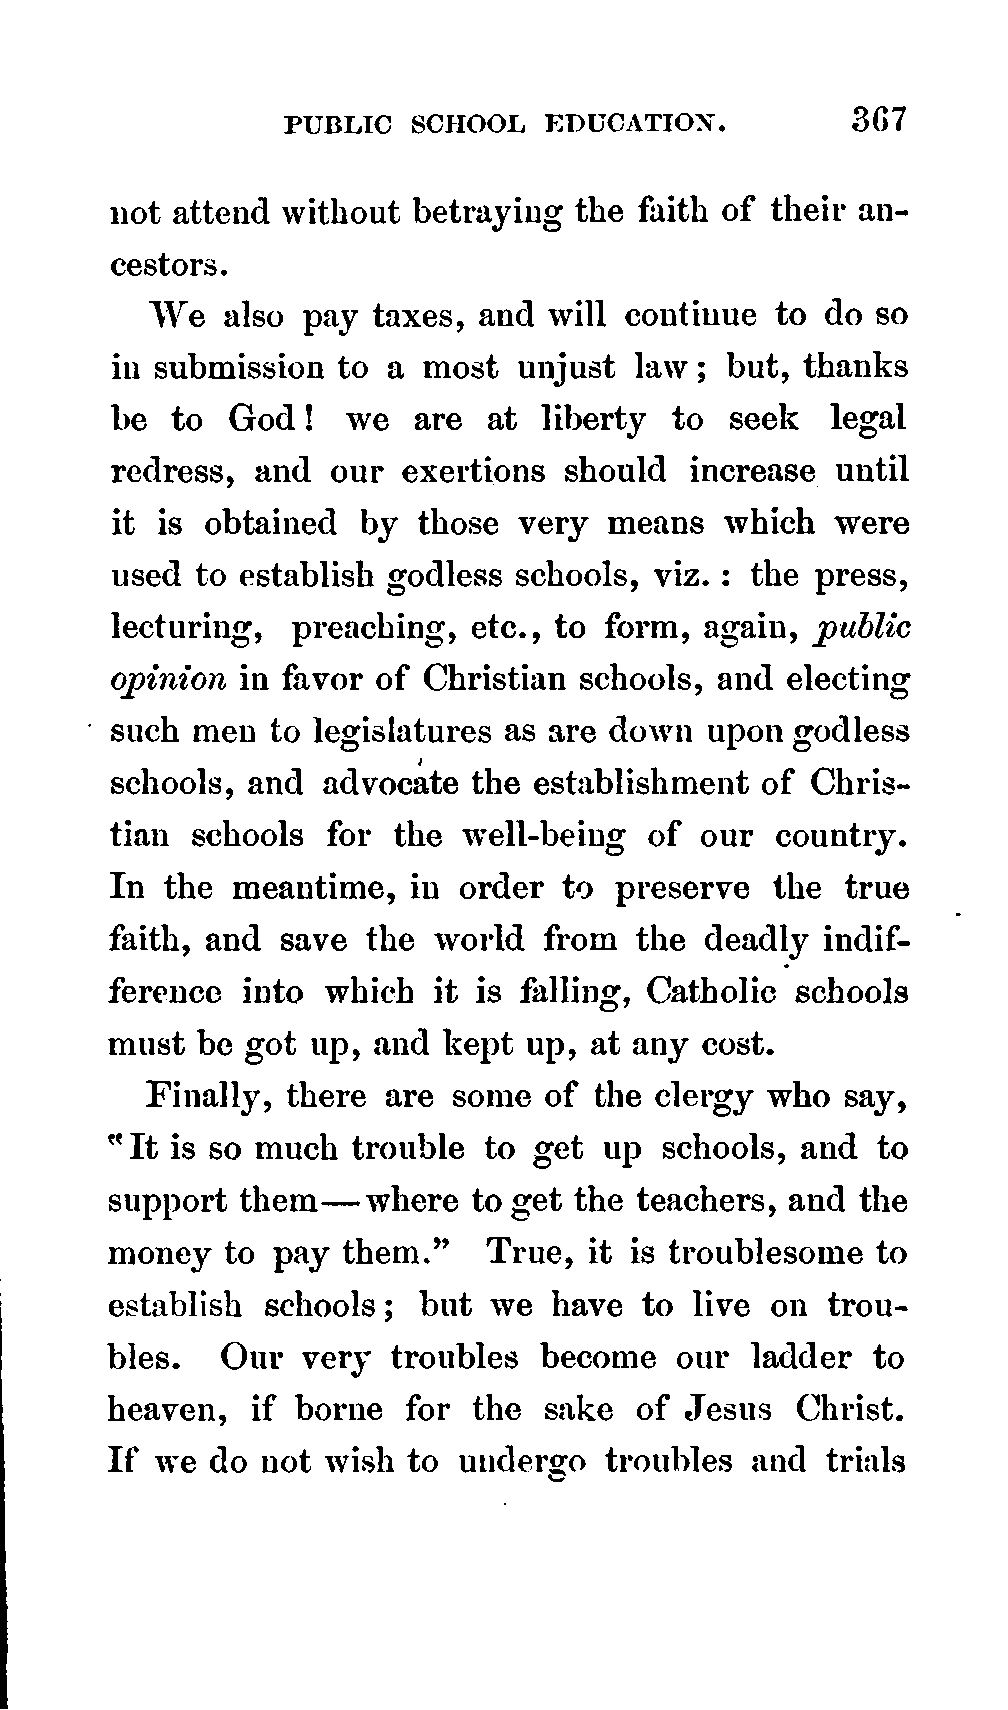 PUBLIC SCHOOL EDUCATION. 367
not attend without betraying the faith of their an-
cestors.
We also pay taxes, and will continue to do so
in submission to a most unjust law; but, thanks
be to God! we are at liberty to seek legal
redress, and our exertions should increase until
it is obtained by those very means which were
used to establish godless schools, viz.: the press,
lecturing, preaching, etc., to form, again, public
opinion in favor of Christian schools, and electing
such men to legislatures as are down upon godless
schools, and advocate the establishment of Chris-
tian schools for the well-being of our country.
In the meantime, in order to preserve the true
faith, and save the world from the deadly indif-
ference into which it is falling, Catholic schools
must be got up, and kept up, at any cost.
Finally, there are some of the clergy who say,
"It is so much trouble to get up schools, and to
support them—where to get the teachers, and the
money to pay them." True, it is troublesome to
establish schools; but we have to live on trou-
bles. Our very troubles become our ladder to
heaven, if borne for the sake of Jesus Christ.
If we do not wish to undergo troubles and trials